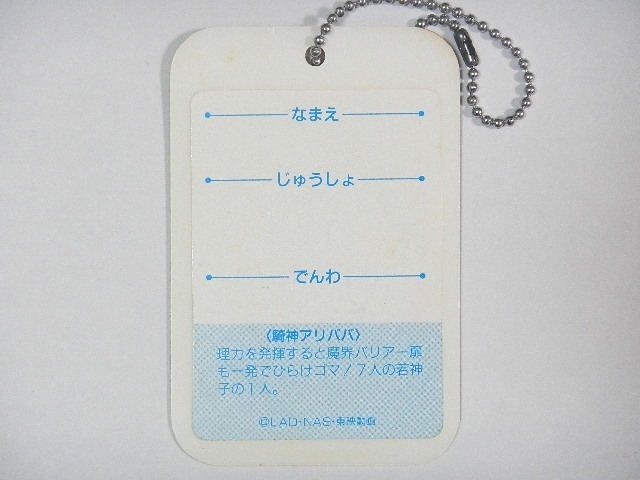 なまえ
じゅうしょ
でんわ
〈騎神アリババ〉
理力を発揮すると魔界バリアー扉
も一発でひらけゴマ！７人の若神
子の１人。
©LAD・NAS・東映動画